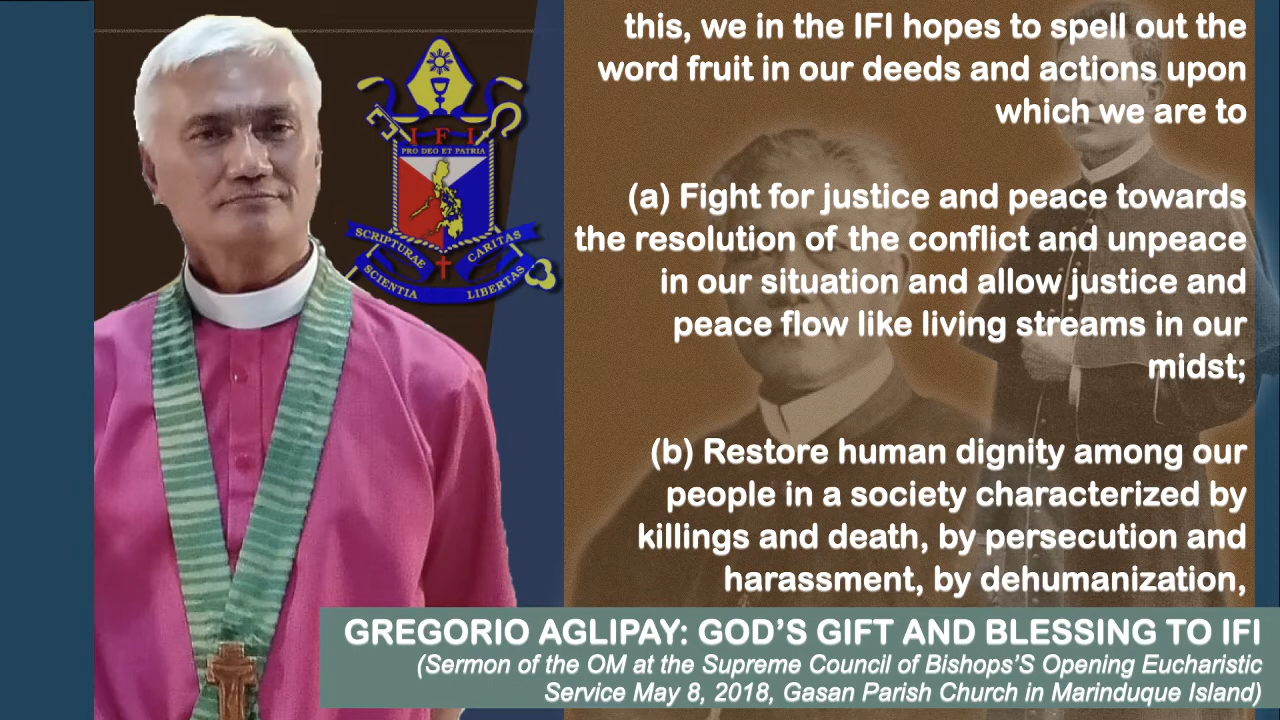 I F I
PRO DEO ET PATRIA
SCRIPTURAE
CARITAS
SCIENTIA
LIBERTAS
this, we in the IFI hopes to spell out the
word fruit in our deeds and actions upon
which we are to
(a) Fight for justice and peace towards
the resolution of the conflict and unpeace
in our situation and allow justice and
peace flow like living streams in our
midst;
(b) Restore human dignity among our
people in a society characterized by
killings and death, by persecution and
harassment, by dehumanization,
GREGORIO AGLIPAY: GOD’S GIFT AND BLESSING TO IFI
(Sermon of the OM at the Supreme Council of Bishops’S Opening Eucharistic
Service May 8, 2018, Gasan Parish Church in Marinduque Island)